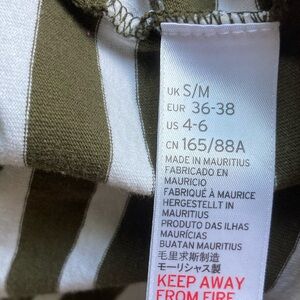 UK S/M
EUR 36-38
US 4-6
CN 165/88A
MADE IN MAURITIUS
FABRICADO EN
MAURICIO
FABRIQUÉ À MAURICE
HERGESTELLT IN
MAURITIUS
PRODUTO DAS ILHAS
MAURÍCIAS
BUATAN MAURITIUS
毛里求斯制造
モーリシャス製
KEEP AWAY
FROM FIRE